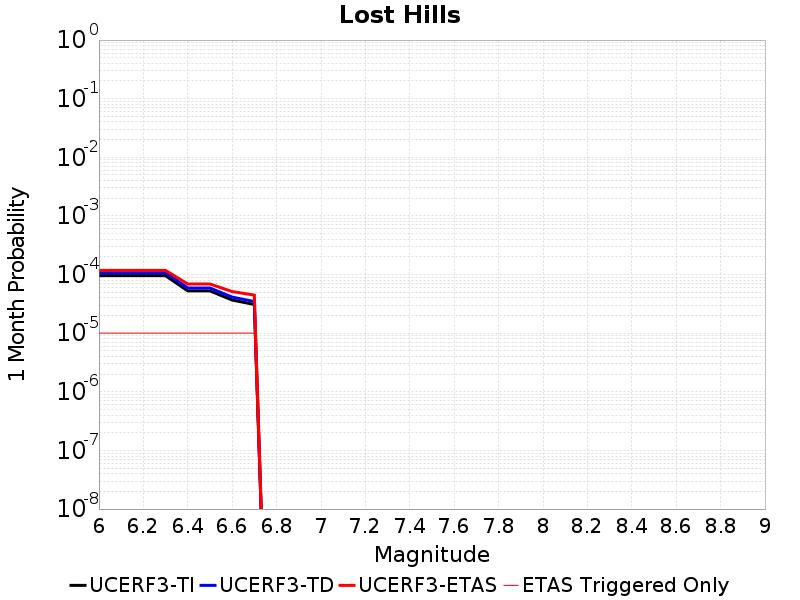 Lost Hills
1 Month Probability
10^0
10^-1
10^-2
10^-3
10^-4
10^-5
10^-6
10^-7
10^-8
6 6.2 6.4 6.6 6.8 7 7.2 7.4 7.6 7.8 8 8.2 8.4 8.6 8.8 9
Magnitude
UCERF3-TI UCERF3-TD UCERF3-ETAS ETAS Triggered Only